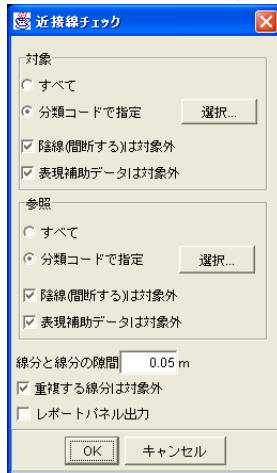 近接線チェック
対象
すべて
分類コードで指定 選択...
陰線(間断する)は対象外
表現補助データは対象外
参照
すべて
分類コードで指定 選択...
陰線(間断する)は対象外
表現補助データは対象外
線分と線分の隙間 0.05 m
重複する線分は対象外
レポートパネル出力
OK キャンセル